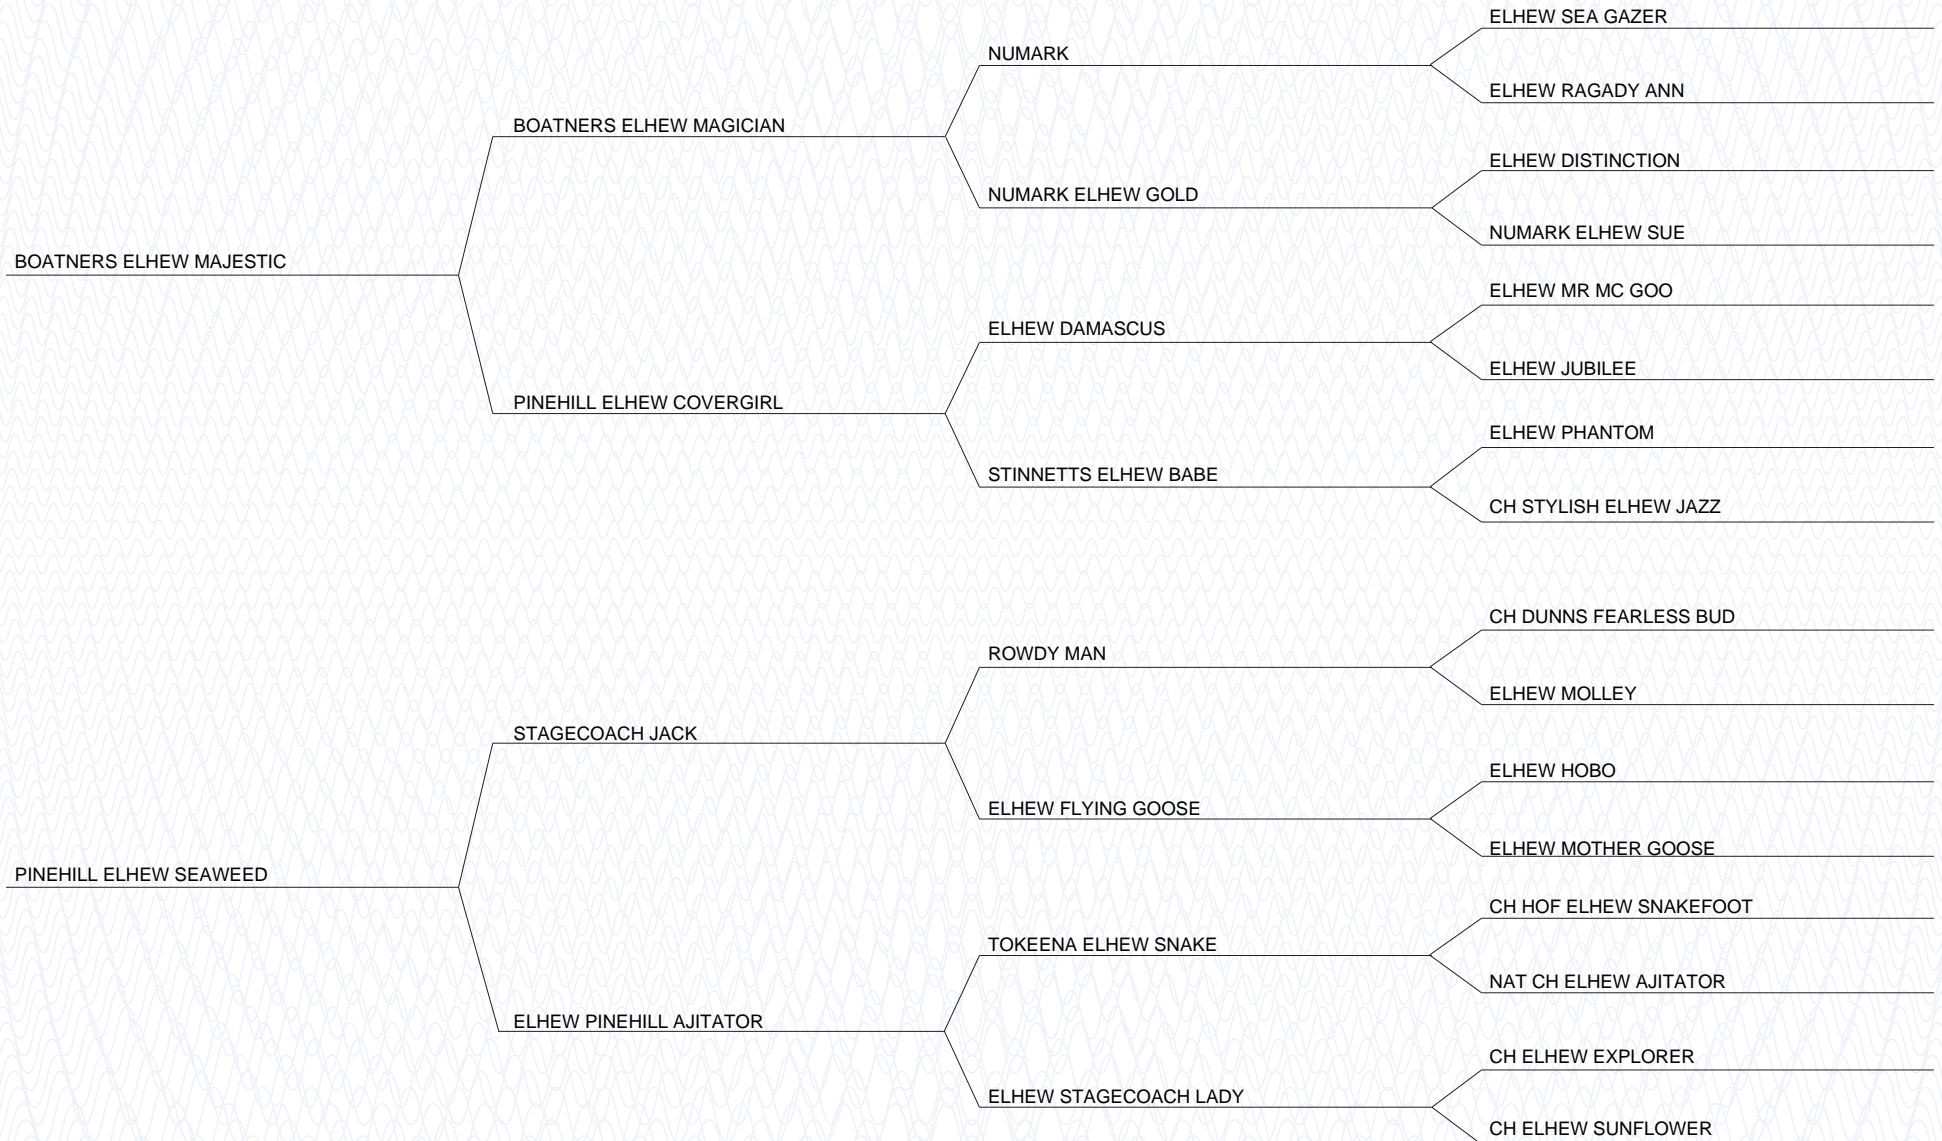 ELHEW SEA GAZER
NUMARK
ELHEW RAGADY ANN
BOATNERS ELHEW MAGICIAN
ELHEW DISTINCTION
NUMARK ELHEW GOLD
NUMARK ELHEW SUE
BOATNERS ELHEW MAJESTIC
ELHEW MR MC GOO
ELHEW DAMASCUS
ELHEW JUBILEE
PINEHILL ELHEW COVERGIRL
ELHEW PHANTOM
STINNETTS ELHEW BABE
CH STYLISH ELHEW JAZZ
CH DUNNS FEARLESS BUD
ROWDY MAN
ELHEW MOLLEY
STAGECOACH JACK
ELHEW HOBO
ELHEW FLYING GOOSE
ELHEW MOTHER GOOSE
PINEHILL ELHEW SEAWEED
CH HOF ELHEW SNAKEFOOT
TOKEENA ELHEW SNAKE
NAT CH ELHEW AJITATOR
ELHEW PINEHILL AJITATOR
CH ELHEW EXPLORER
ELHEW STAGECOACH LADY
CH ELHEW SUNFLOWER